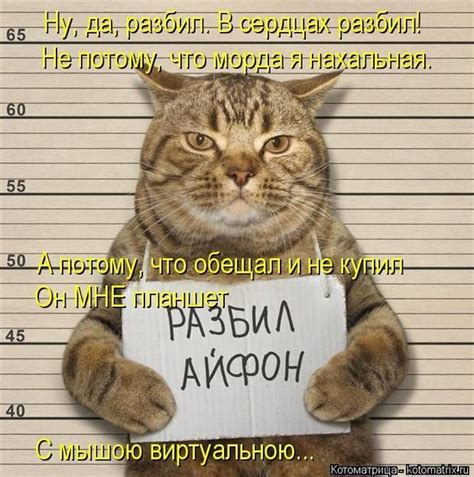 Ну, да, разбил. В сердцах разбил!
65
Не потому, что морда я нахальная.
60
55
50
А потому, что обещал и не купил
Он МНЕ планшет
РАЗБИЛ
45
АЙФОН
40
С мышою виртуальною...
Котоматрица - kotomatrix.ru